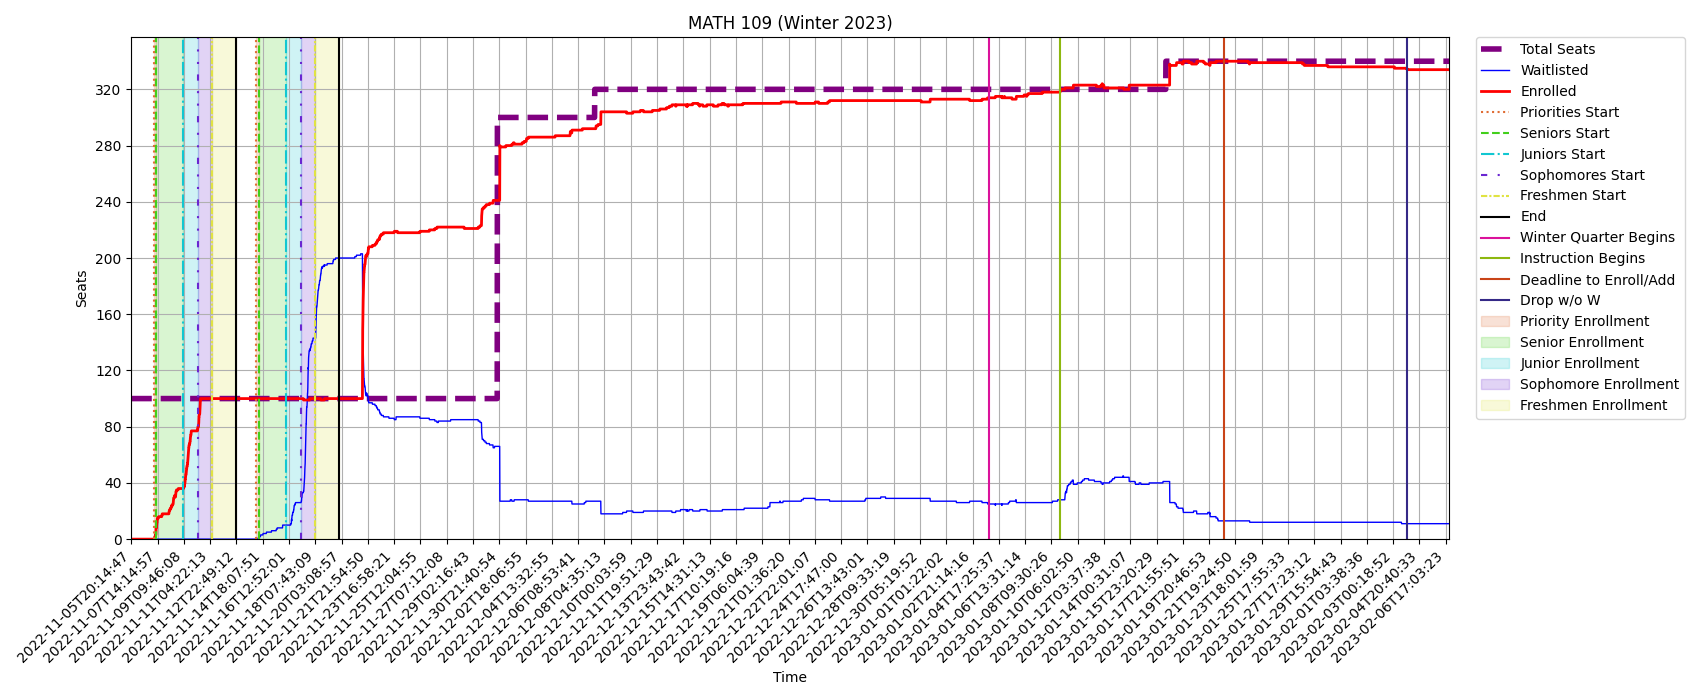 MATH 109 (Winter 2023)
Seats
320
280
240
200
160
120
80
40
0
2022-11-05T20:14:47
2022-11-07T14:14:57
2022-11-09T09:46:08
2022-11-11T04:22:13
2022-11-12T22:49:12
2022-11-14T18:07:51
2022-11-16T12:52:01
2022-11-18T07:43:09
2022-11-20T03:08:57
2022-11-21T21:54:50
2022-11-23T16:58:21
2022-11-25T12:04:55
2022-11-27T07:12:08
2022-11-29T02:16:43
2022-11-30T21:40:54
2022-12-02T18:06:55
2022-12-04T13:32:55
2022-12-06T08:53:41
2022-12-08T04:35:13
2022-12-10T00:03:59
2022-12-11T19:51:29
2022-12-13T23:43:42
2022-12-15T14:31:13
2022-12-17T10:19:16
2022-12-19T06:04:39
2022-12-21T01:36:20
2022-12-22T22:01:07
2022-12-24T17:47:00
2022-12-26T13:43:01
2022-12-28T09:33:19
2022-12-30T05:19:52
2023-01-01T01:22:22
2023-01-02T21:22:02
2023-01-04T17:25:37
2023-01-06T13:31:14
2023-01-08T09:30:26
2023-01-10T06:02:50
2023-01-12T03:37:38
2023-01-14T00:31:07
2023-01-15T23:20:29
2023-01-17T21:55:51
2023-01-19T20:46:53
2023-01-21T19:24:50
2023-01-23T18:01:59
2023-01-25T17:55:33
2023-01-27T17:23:12
2023-01-29T15:54:43
2023-02-01T03:38:36
2023-02-03T00:18:52
2023-02-04T20:40:33
2023-02-06T17:03:23
Time
Total Seats
Waitlisted
Enrolled
Priorities Start
Seniors Start
Juniors Start
Sophomores Start
Freshmen Start
End
Winter Quarter Begins
Instruction Begins
Deadline to Enroll/Add
Drop w/o W
Priority Enrollment
Senior Enrollment
Junior Enrollment
Sophomore Enrollment
Freshmen Enrollment